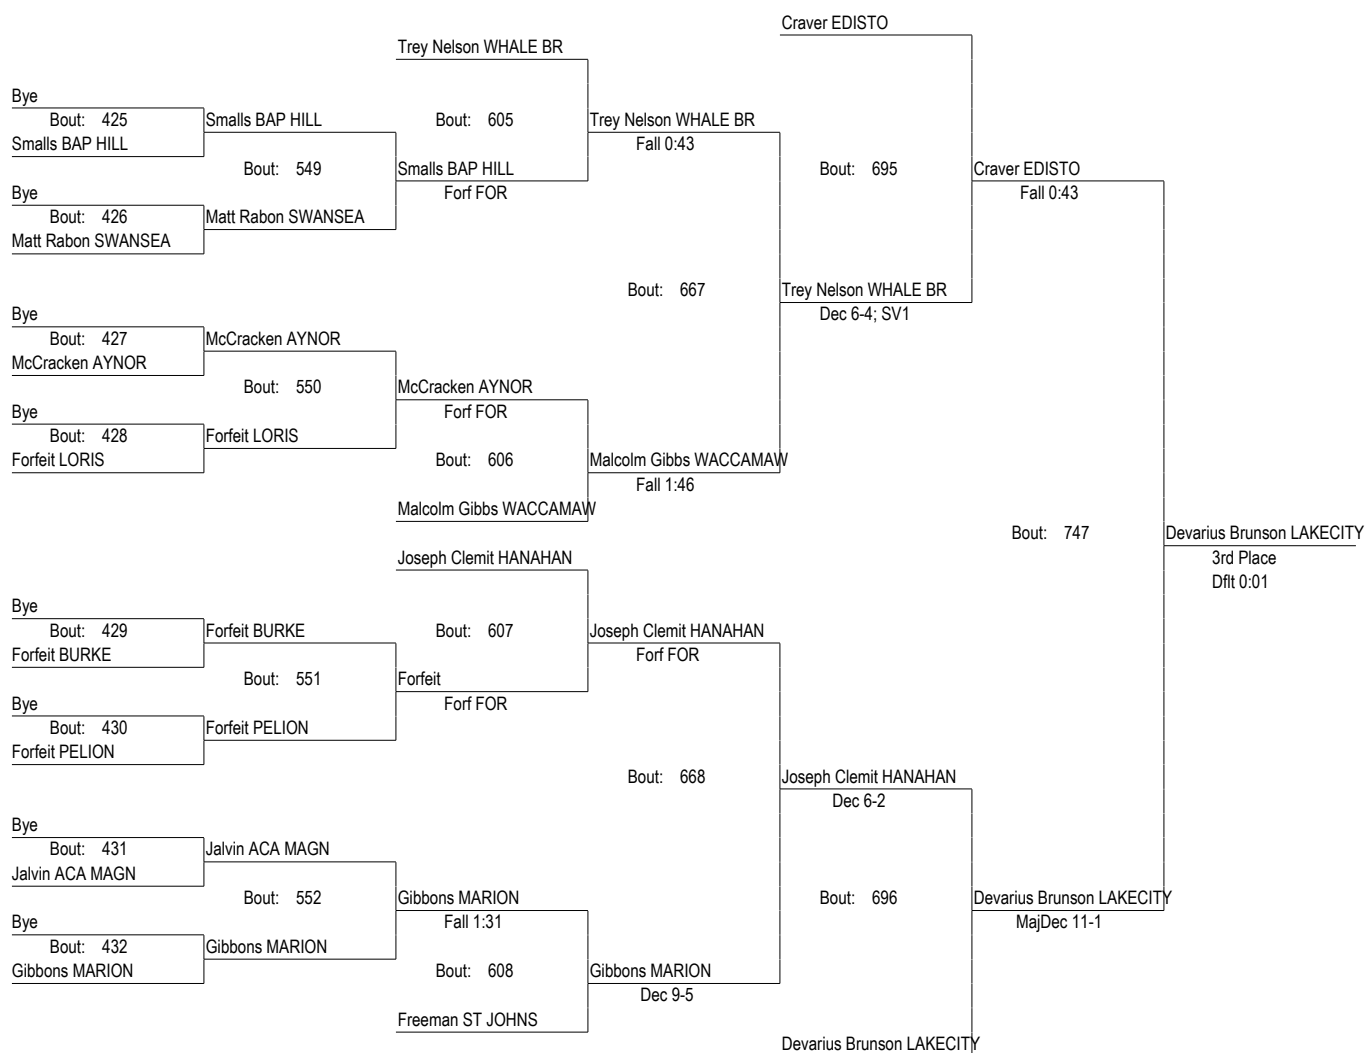 Craver EDISTO
Trey Nelson WHALE BR
Bye
Bout: 425
Smalls BAP HILL
Bout: 605
Trey Nelson WHALE BR
Smalls BAP HILL
Fall 0:43
Bout: 549
Smalls BAP HILL
Bout: 695
Craver EDISTO
Bye
Forf FOR
Fall 0:43
Bout: 426
Matt Rabon SWANSEA
Matt Rabon SWANSEA
Bout: 667
Trey Nelson WHALE BR
Bye
Dec 6-4; SV1
Bout: 427
McCracken AYNOR
McCracken AYNOR
Bout: 550
McCracken AYNOR
Bye
Forf FOR
Bout: 428
Forfeit LORIS
Forfeit LORIS
Bout: 606
Malcolm Gibbs WACCAMAW
Fall 1:46
Malcolm Gibbs WACCAMAW
Bout: 747
Devarius Brunson LAKECITY
Joseph Clemit HANAHAN
3rd Place
Dflt 0:01
Bye
Bout: 429
Forfeit BURKE
Bout: 607
Joseph Clemit HANAHAN
Forfeit BURKE
Forf FOR
Bout: 551
Forfeit
Bye
Forf FOR
Bout: 430
Forfeit PELION
Forfeit PELION
Bout: 668
Joseph Clemit HANAHAN
Dec 6-2
Bye
Bout: 431
Jalvin ACA MAGN
Jalvin ACA MAGN
Bout: 552
Gibbons MARION
Bout: 696
Devarius Brunson LAKECITY
Bye
Fall 1:31
MajDec 11-1
Bout: 432
Gibbons MARION
Gibbons MARION
Bout: 608
Gibbons MARION
Dec 9-5
Freeman ST JOHNS
Devarius Brunson LAKECITY